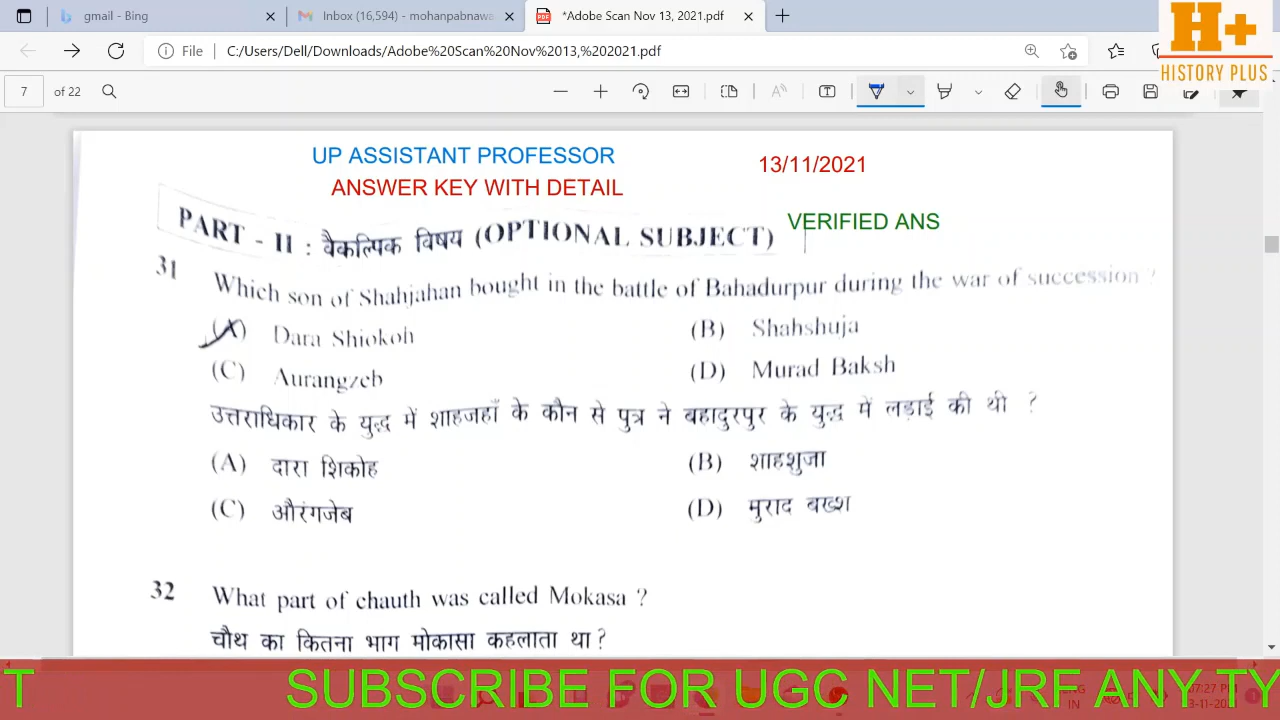 gmail - Bing
Inbox (16,594) - mohanpabnawa
*Adobe Scan Nov 13, 2021.pdf
File
C:/Users/Dell/Downloads/Adobe%20Scan%20Nov%2013,%202021.pdf
H+
HISTORY PLUS
7 of 22
UP ASSISTANT PROFESSOR
13/11/2021
ANSWER KEY WITH DETAIL
VERIFIED ANS
PART - II : वैकल्पिक विषय (OPTIONAL SUBJECT)
31 Which son of Shahjahan bought in the battle of Bahadurpur during the war of succession ?
(A) Dara Shiokoh
(B) Shahshuja
(C) Aurangzeb
(D) Murad Baksh
उत्तराधिकार के युद्ध में शाहजहाँ के कौन से पुत्र ने बहादुरपुर के युद्ध में लड़ाई की थी ?
(A) दारा शिकोह
(B) शाहशुजा
(C) औरंगजेब
(D) मुराद बख्श
32 What part of chauth was called Mokasa ?
चौथ का कितना भाग मोकासा कहलाता था ?
T SUBSCRIBE FOR UGC NET/JRF ANY TY